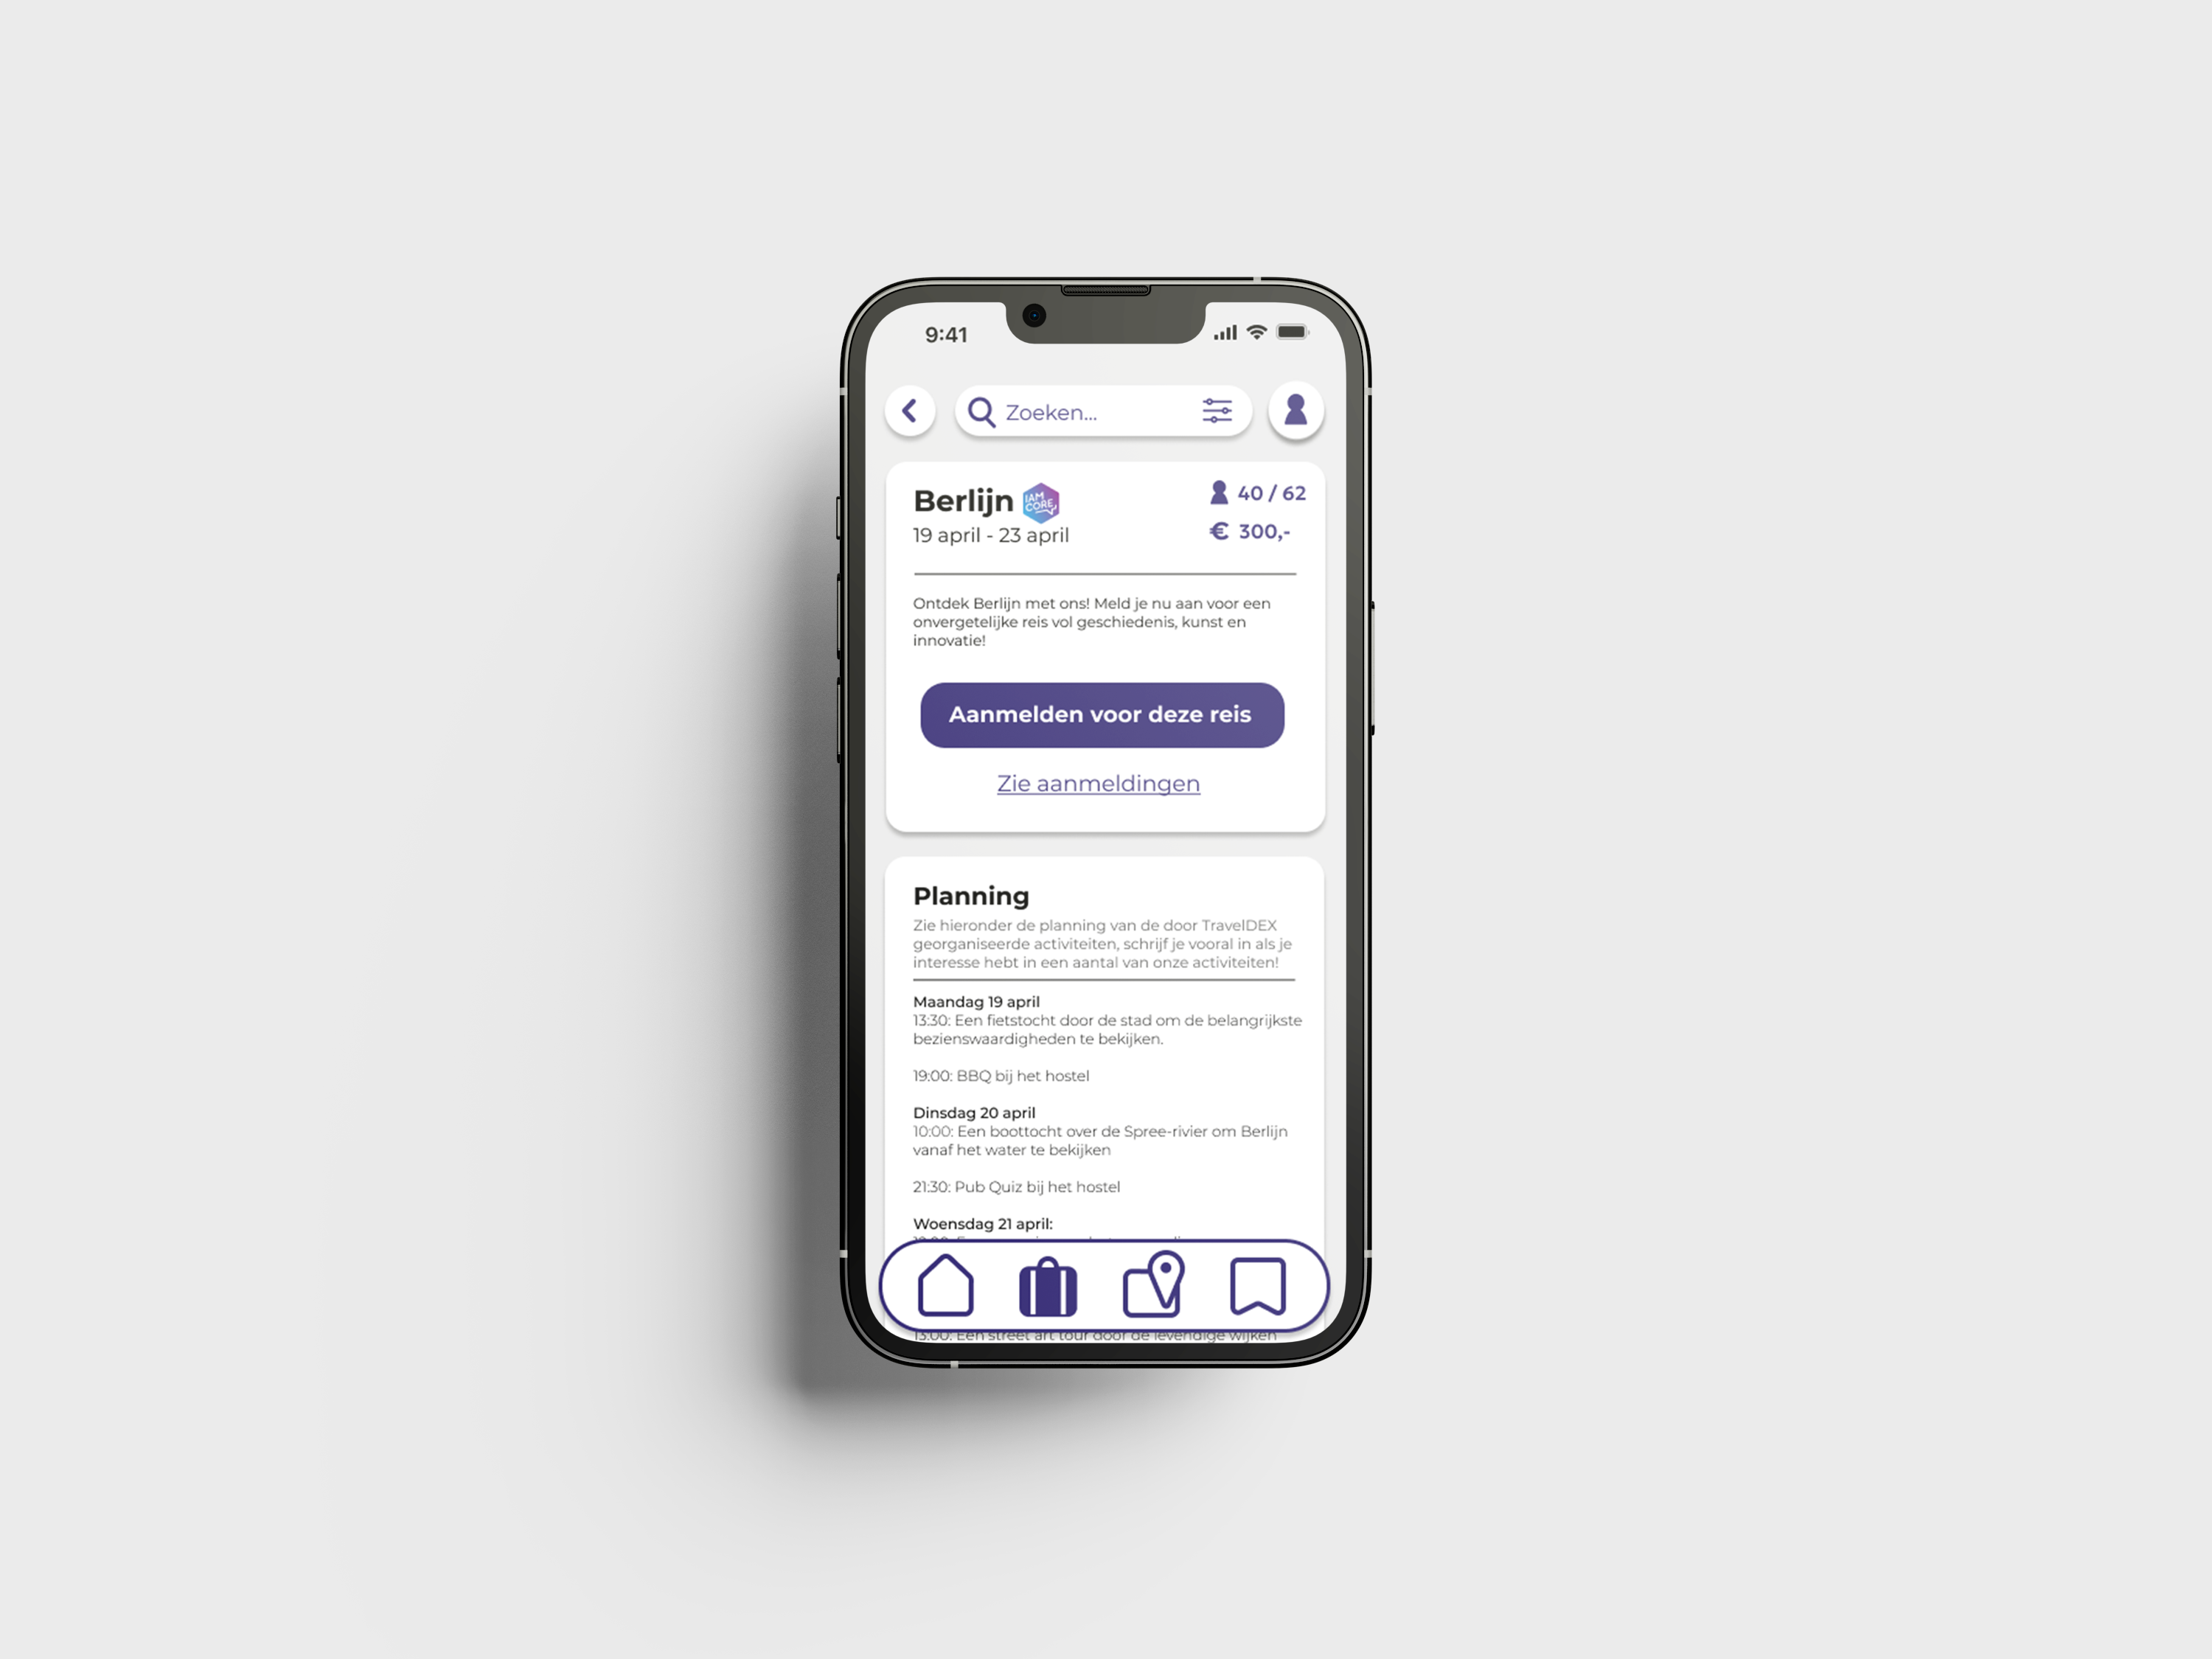 9:41
Zoeken...
Berlijn
IAM
CORE
40 / 62
19 april - 23 april
€ 300,-
Ontdek Berlijn met ons! Meld je nu aan voor een
onvergetelijke reis vol geschiedenis, kunst en
innovatie!
Aanmelden voor deze reis
Zie aanmeldingen
Planning
Zie hieronder de planning van de door TravelDEX
georganiseerde activiteiten, schrijf je vooral in als je
interesse hebt in een aantal van onze activiteiten!
Maandag 19 april
13:30: Een fietstocht door de stad om de belangrijkste
bezienswaardigheden te bekijken.
19:00: BBQ bij het hostel
Dinsdag 20 april
10:00: Een boottocht over de Spree-rivier om Berlijn
vanaf het water te bekijken
21:30: Pub Quiz bij het hostel
Woensdag 21 april:
13:00: Een street art tour door de levendige wijken